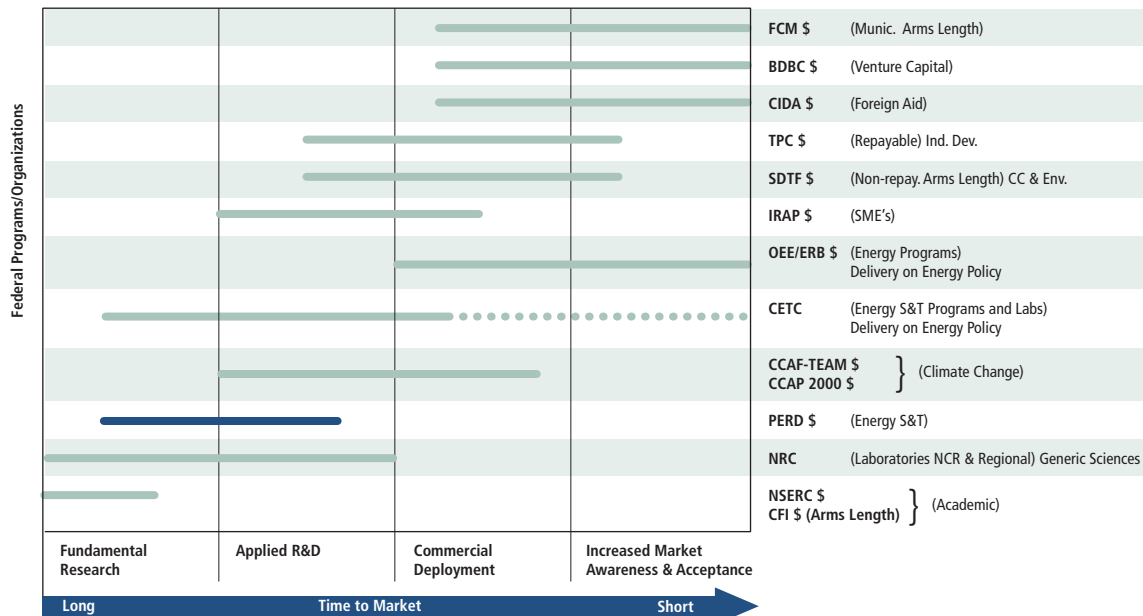 Federal Programs/Organizations
FCM $ (Munic. Arms Length)
BDBC $ (Venture Capital)
CIDA $ (Foreign Aid)
TPC $ (Repayable) Ind. Dev.
SDTF $ (Non-repay. Arms Length) CC & Env.
IRAP $ (SME's)
OEE/ERB $ (Energy Programs)
Delivery on Energy Policy
CETC (Energy S&T Programs and Labs)
Delivery on Energy Policy
CCAF-TEAM $
CCAP 2000 $ } (Climate Change)
PERD $ (Energy S&T)
NRC (Laboratories NCR & Regional) Generic Sciences
NSERC $
CFI $ (Arms Length) } (Academic)
Fundamental
Research
Applied R&D
Commercial
Deployment
Increased Market
Awareness & Acceptance
Long Time to Market Short